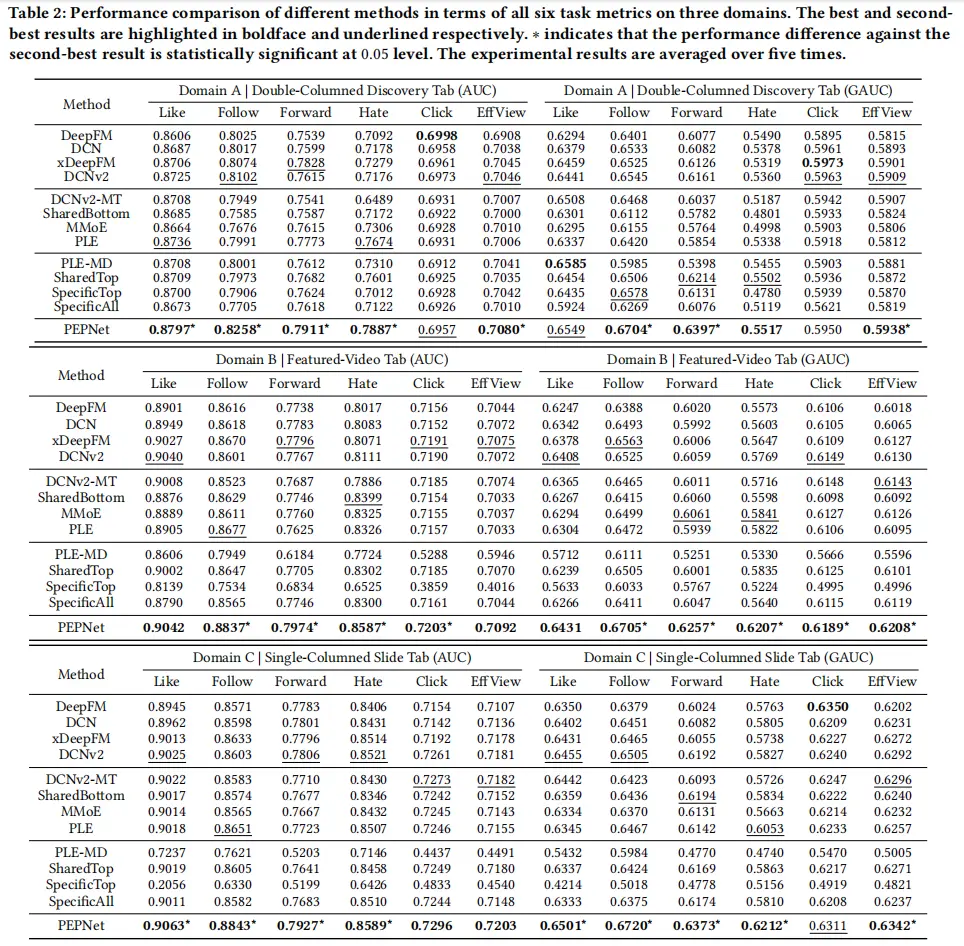 Table 2: Performance comparison of different methods in terms of all six task metrics on three domains. The best and second-
best results are highlighted in boldface and underlined respectively. * indicates that the performance difference against the
second-best result is statistically significant at 0.05 level. The experimental results are averaged over five times.
Method Domain A | Double-Columned Discovery Tab (AUC) Domain A | Double-Columned Discovery Tab (GAUC)
Like Follow Forward Hate Click EffView Like Follow Forward Hate Click EffView
DeepFM 0.8606 0.8025 0.7539 0.7092 0.6998 0.6908 0.6294 0.6401 0.6077 0.5490 0.5895 0.5815
DCN 0.8687 0.8017 0.7599 0.7178 0.6958 0.7038 0.6379 0.6533 0.6082 0.5378 0.5961 0.5893
xDeepFM 0.8706 0.8074 0.7828 0.7279 0.6961 0.7045 0.6459 0.6525 0.6126 0.5319 0.5973 0.5901
DCNv2 0.8725 0.8102 0.7615 0.7176 0.6973 0.7046 0.6441 0.6545 0.6161 0.5360 0.5963 0.5909
DCNv2-MT 0.8708 0.7949 0.7541 0.6489 0.6931 0.7007 0.6508 0.6468 0.6037 0.5187 0.5942 0.5907
SharedBottom 0.8685 0.7585 0.7587 0.7172 0.6922 0.7000 0.6301 0.6112 0.5782 0.4801 0.5933 0.5824
MMoE 0.8664 0.7676 0.7615 0.7306 0.6928 0.7010 0.6295 0.6155 0.5764 0.4998 0.5903 0.5806
PLE 0.8736 0.7991 0.7773 0.7674 0.6931 0.7006 0.6337 0.6420 0.5854 0.5338 0.5918 0.5812
PLE-MD 0.8708 0.8001 0.7612 0.7310 0.6912 0.7041 0.6585 0.5985 0.5398 0.5455 0.5903 0.5881
SharedTop 0.8709 0.7973 0.7682 0.7601 0.6925 0.7035 0.6454 0.6506 0.6214 0.5502 0.5936 0.5872
SpecificTop 0.8700 0.7906 0.7624 0.7012 0.6928 0.7042 0.6435 0.6578 0.6131 0.4780 0.5939 0.5870
SpecificAll 0.8673 0.7705 0.7618 0.7122 0.6926 0.7010 0.5924 0.6269 0.6076 0.5119 0.5621 0.5819
PEPNet 0.8797* 0.8258* 0.7911* 0.7887* 0.6957 0.7080* 0.6549 0.6704* 0.6397* 0.5517 0.5950 0.5938*
Method Domain B | Featured-Video Tab (AUC) Domain B | Featured-Video Tab (GAUC)
Like Follow Forward Hate Click EffView Like Follow Forward Hate Click EffView
DeepFM 0.8901 0.8616 0.7738 0.8017 0.7156 0.7044 0.6247 0.6388 0.6020 0.5573 0.6106 0.6018
DCN 0.8949 0.8618 0.7783 0.8083 0.7152 0.7072 0.6342 0.6493 0.5992 0.5603 0.6105 0.6065
xDeepFM 0.9027 0.8670 0.7796 0.8071 0.7191 0.7075 0.6378 0.6563 0.6006 0.5647 0.6109 0.6127
DCNv2 0.9040 0.8601 0.7767 0.8111 0.7190 0.7072 0.6408 0.6525 0.6059 0.5769 0.6149 0.6130
DCNv2-MT 0.9008 0.8523 0.7687 0.7886 0.7185 0.7074 0.6365 0.6465 0.6011 0.5716 0.6148 0.6143
SharedBottom 0.8876 0.8629 0.7746 0.8399 0.7154 0.7033 0.6267 0.6415 0.6060 0.5598 0.6098 0.6092
MMoE 0.8889 0.8611 0.7760 0.8325 0.7155 0.7037 0.6294 0.6499 0.6061 0.5841 0.6127 0.6126
PLE 0.8905 0.8677 0.7625 0.8326 0.7157 0.7033 0.6304 0.6472 0.5939 0.5822 0.6106 0.6095
PLE-MD 0.8606 0.7949 0.6184 0.7724 0.5288 0.5946 0.5712 0.6111 0.5251 0.5330 0.5666 0.5596
SharedTop 0.9002 0.8647 0.7705 0.8302 0.7185 0.7070 0.6239 0.6505 0.6001 0.5835 0.6125 0.6101
SpecificTop 0.8139 0.7534 0.6834 0.6525 0.3859 0.4016 0.5633 0.6033 0.5767 0.5224 0.4995 0.4996
SpecificAll 0.8790 0.8565 0.7746 0.8300 0.7161 0.7044 0.6266 0.6411 0.6047 0.5640 0.6115 0.6119
PEPNet 0.9042 0.8837* 0.7974* 0.8587* 0.7203* 0.7092 0.6431 0.6705* 0.6257* 0.6207* 0.6189* 0.6208*
Method Domain C | Single-Columned Slide Tab (AUC) Domain C | Single-Columned Slide Tab (GAUC)
Like Follow Forward Hate Click EffView Like Follow Forward Hate Click EffView
DeepFM 0.8945 0.8571 0.7783 0.8406 0.7154 0.7107 0.6350 0.6379 0.6024 0.5763 0.6350 0.6202
DCN 0.8962 0.8598 0.7801 0.8431 0.7142 0.7136 0.6402 0.6451 0.6082 0.5805 0.6209 0.6231
xDeepFM 0.9013 0.8633 0.7796 0.8514 0.7192 0.7178 0.6431 0.6465 0.6055 0.5738 0.6227 0.6272
DCNv2 0.9025 0.8603 0.7806 0.8521 0.7261 0.7181 0.6455 0.6505 0.6192 0.5827 0.6240 0.6292
DCNv2-MT 0.9022 0.8583 0.7710 0.8430 0.7273 0.7182 0.6442 0.6423 0.6093 0.5726 0.6247 0.6296
SharedBottom 0.9017 0.8574 0.7677 0.8346 0.7242 0.7152 0.6359 0.6436 0.6194 0.5834 0.6222 0.6240
MMoE 0.9014 0.8565 0.7667 0.8432 0.7245 0.7143 0.6334 0.6370 0.6131 0.5663 0.6214 0.6232
PLE 0.9018 0.8651 0.7723 0.8507 0.7246 0.7155 0.6345 0.6467 0.6142 0.6053 0.6233 0.6257
PLE-MD 0.7237 0.7621 0.5203 0.7146 0.4437 0.4491 0.5432 0.5984 0.4770 0.4740 0.5470 0.5005
SharedTop 0.9019 0.8605 0.7641 0.8458 0.7249 0.7180 0.6337 0.6424 0.6169 0.5863 0.6217 0.6271
SpecificTop 0.2056 0.6330 0.5199 0.6426 0.4833 0.4540 0.4214 0.5018 0.4778 0.5156 0.4919 0.4821
SpecificAll 0.9011 0.8582 0.7683 0.8510 0.7244 0.7148 0.6333 0.6375 0.6174 0.5810 0.6208 0.6237
PEPNet 0.9063* 0.8843* 0.7927* 0.8589* 0.7296 0.7203 0.6501* 0.6720* 0.6373* 0.6212* 0.6311 0.6342*